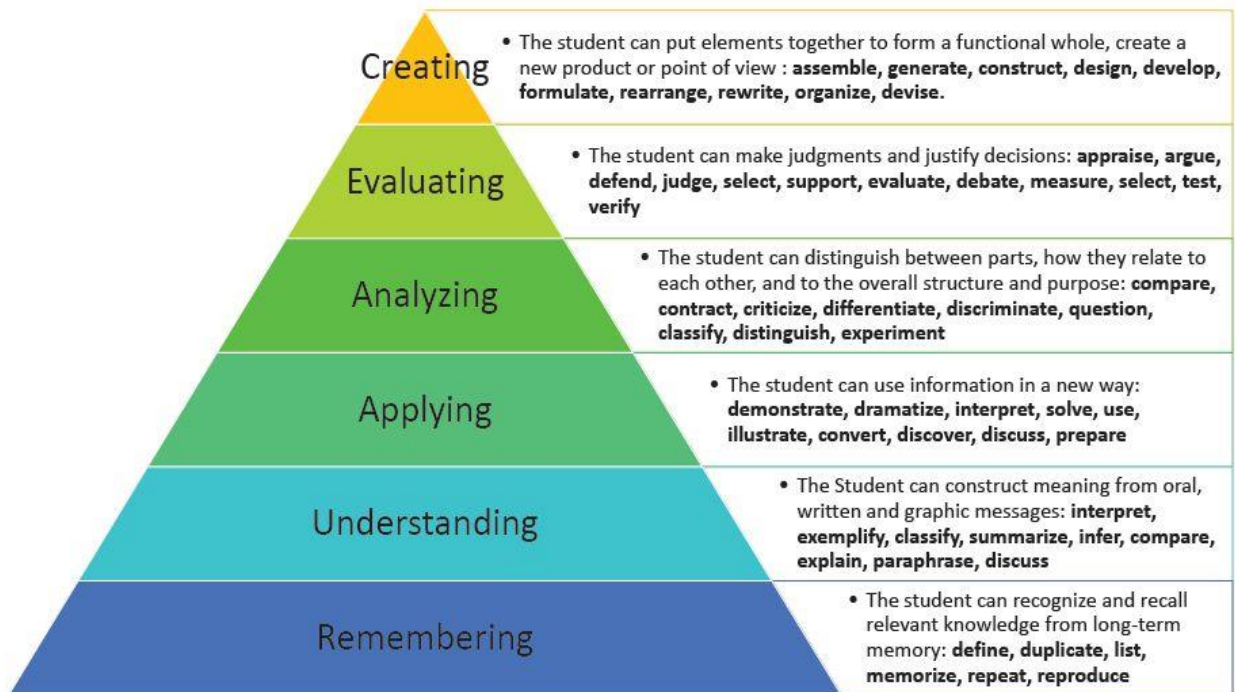 Creating
• The student can put elements together to form a functional whole, create a
new product or point of view : assemble, generate, construct, design, develop,
formulate, rearrange, rewrite, organize, devise.
Evaluating
• The student can make judgments and justify decisions: appraise, argue,
defend, judge, select, support, evaluate, debate, measure, select, test,
verify
Analyzing
• The student can distinguish between parts, how they relate to
each other, and to the overall structure and purpose: compare,
contract, criticize, differentiate, discriminate, question,
classify, distinguish, experiment
Applying
• The student can use information in a new way:
demonstrate, dramatize, interpret, solve, use,
illustrate, convert, discover, discuss, prepare
Understanding
• The Student can construct meaning from oral,
written and graphic messages: interpret,
exemplify, classify, summarize, infer, compare,
explain, paraphrase, discuss
Remembering
• The student can recognize and recall
relevant knowledge from long-term
memory: define, duplicate, list,
memorize, repeat, reproduce